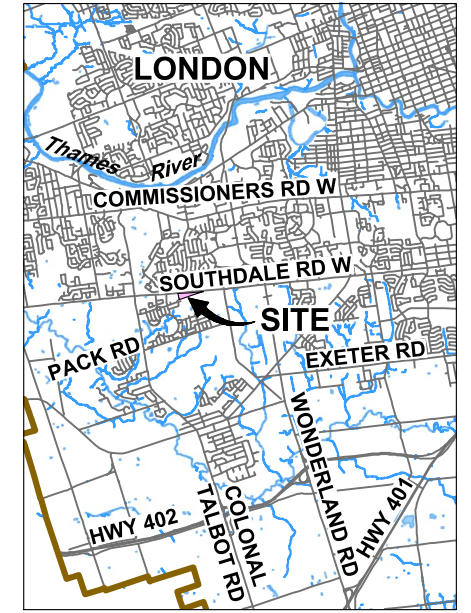 LONDON
Thames River
COMMISSIONERS RD W
SOUTHDALE RD W
SITE
PACK RD
EXETER RD
WONDERLAND RD
HWY 401
HWY 402
COLONAL
TALBOT RD